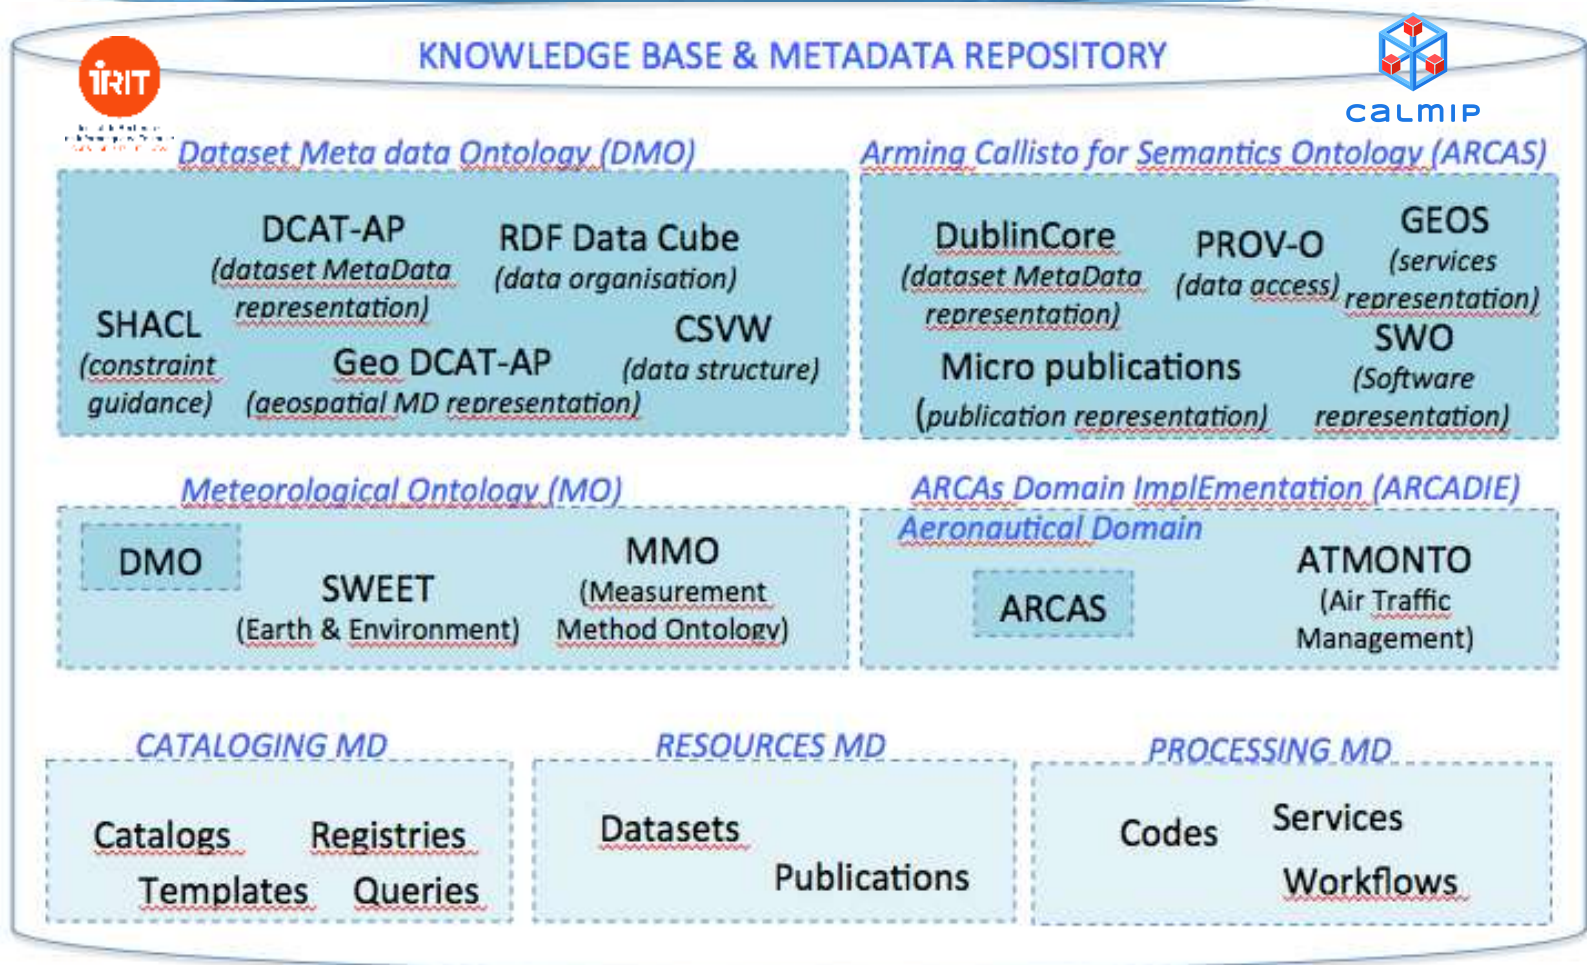 KNOWLEDGE BASE & METADATA REPOSITORY
iRIT
CALMIP
Dataset Meta data Ontology (DMO)
DCAT-AP
(dataset MetaData
representation)
RDF Data Cube
(data organisation)
SHACL
(constraint
guidance)
Geo DCAT-AP
(geospatial MD representation)
CSVW
(data structure)
Arming Callisto for Semantics Ontology (ARCAS)
DublinCore
(dataset MetaData
representation)
PROV-O
(data access)
GEOS
(services
representation)
Micro publications
(publication representation)
SWO
(Software
representation)
Meteorological Ontology (MO)
DMO
SWEET
(Earth & Environment)
MMO
(Measurement
Method Ontology)
ARCAs Domain ImplEmentation (ARCADIE)
Aeronautical Domain
ARCAS
ATMONTO
(Air Traffic
Management)
CATALOGING MD
Catalogs
Registries
Templates
Queries
RESOURCES MD
Datasets
Publications
PROCESSING MD
Codes
Services
Workflows